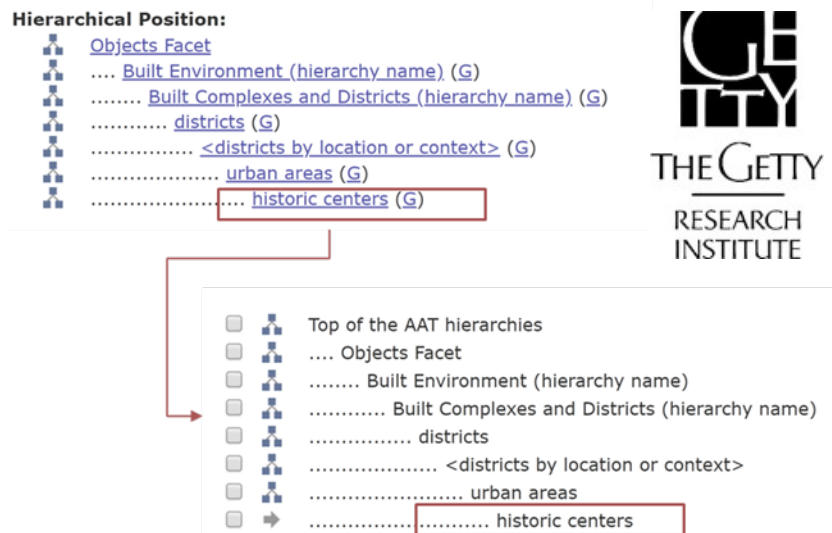 Hierarchical Position:
Objects Facet
.... Built Environment (hierarchy name) (G)
........ Built Complexes and Districts (hierarchy name) (G)
............ districts (G)
................ <districts by location or context> (G)
.................... urban areas (G)
........................ historic centers (G)
GETTY
THE GETTY
RESEARCH
INSTITUTE
Top of the AAT hierarchies
.... Objects Facet
........ Built Environment (hierarchy name)
............ Built Complexes and Districts (hierarchy name)
................ districts
.................... <districts by location or context>
........................ urban areas
............................ historic centers